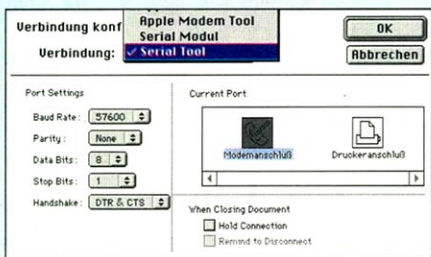 Apple Modem Tool
Verbindung konf
Serial Modul
OK
Verbindung:
✓ Serial Tool
Abbrechen
Port Settings
Current Port
Baud Rate: 57600
Parity: None
Modemanschluß
Druckeranschluß
Data Bits: 8
Stop Bits: 1
Handshake: DTR & CTS
When Closing Document
Hold Connection
Remind to Disconnect